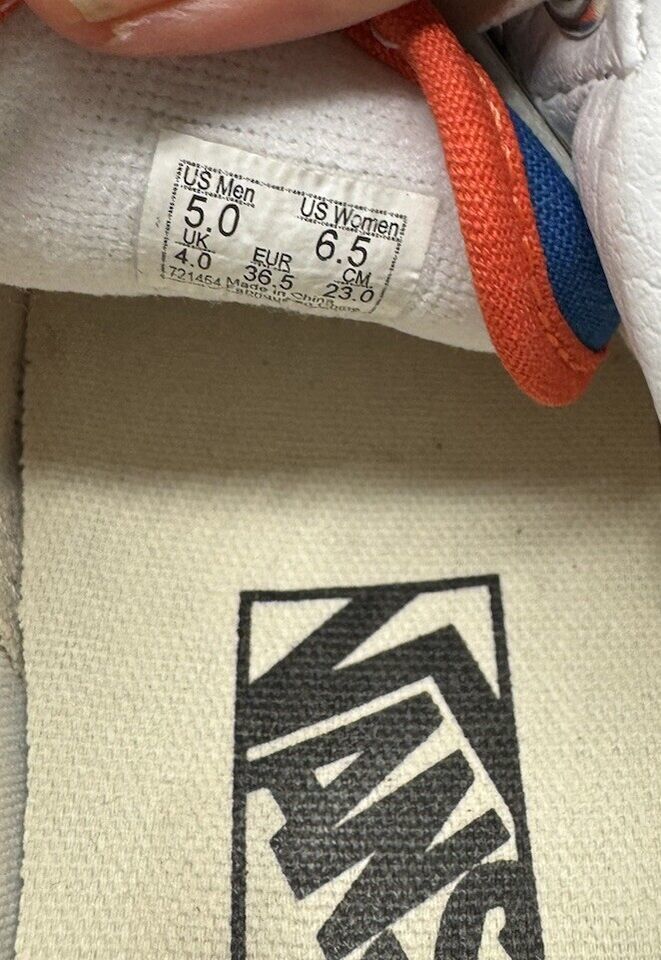 US Men US Women
5.0 6.5
UK EUR CM
4.0 36.5 23.0
721454 Made in China
VANS